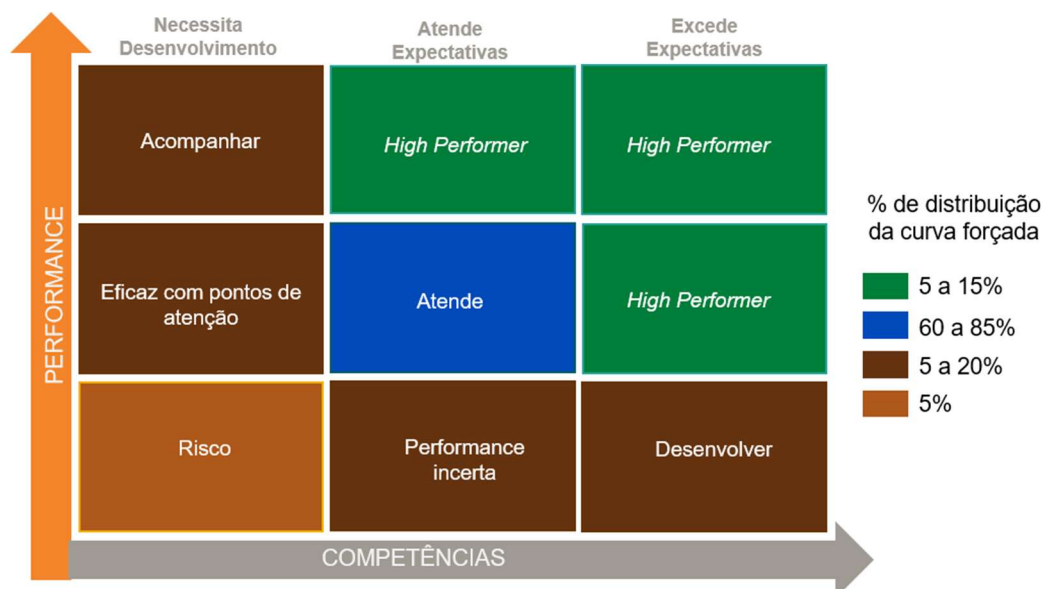 Necessita
Desenvolvimento
Atende
Expectativas
Excede
Expectativas
PERFORMANCE
Acompanhar
High Performer
High Performer
Eficaz com pontos de
atenção
Atende
High Performer
Risco
Performance
incerta
Desenvolver
COMPETÊNCIAS
% de distribuição
da curva forçada
5 a 15%
60 a 85%
5 a 20%
5%